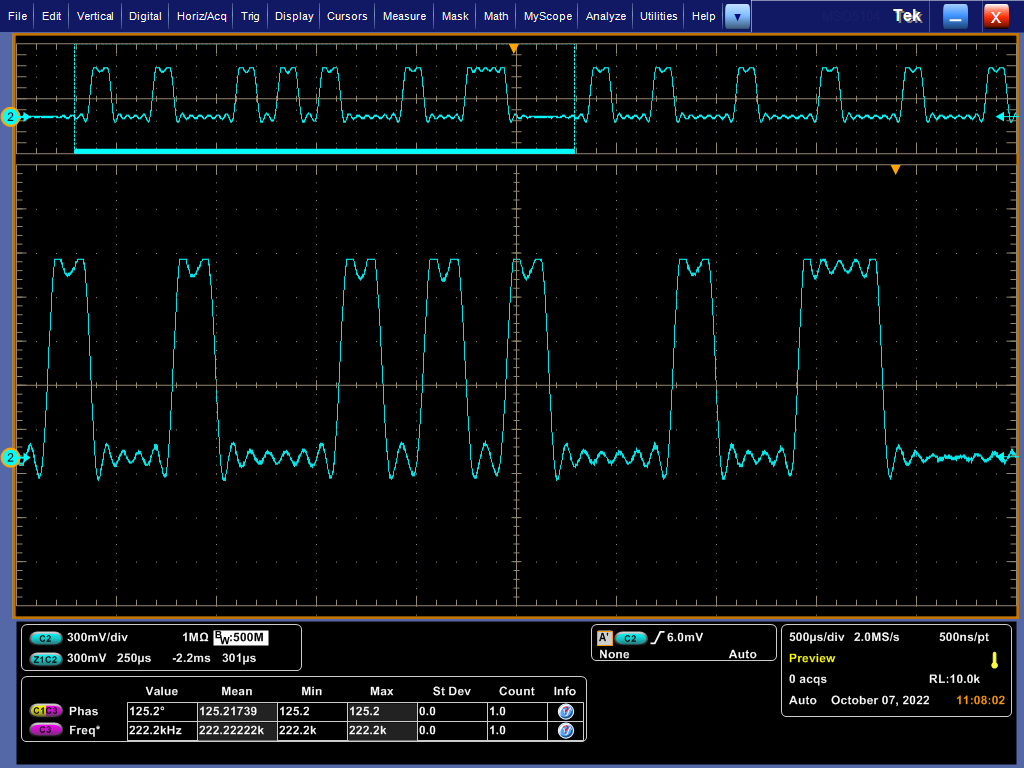 File Edit Vertical Digital Horiz/Acq Trig Display Cursors Measure Mask Math MyScope Analyze Utilities Help Tek X
2
2
C2 300mV/div 1MΩ BW:500M
Z1C2 300mV 250µs -2.2ms 301µs
A' C2 6.0mV
None Auto
500µs/div 2.0MS/s 500ns/pt
Preview
0 acqs RL:10.0k
Auto October 07, 2022 11:08:02
Value Mean Min Max St Dev Count Info
C1C3 Phas 125.2° 125.21739 125.2 125.2 0.0 1.0
C3 Freq* 222.2kHz 222.22222k 222.2k 222.2k 0.0 1.0